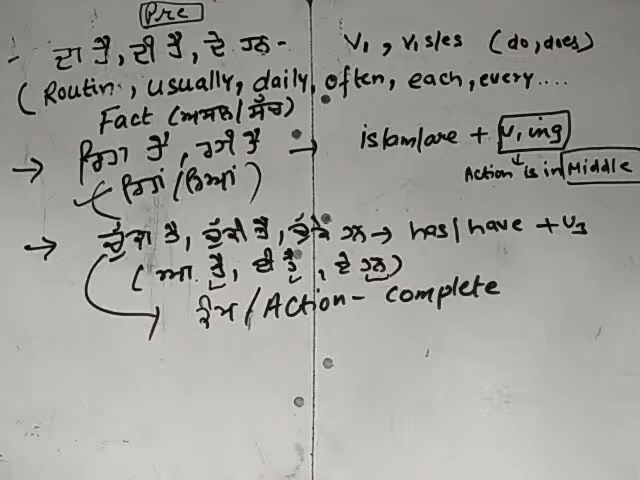 Pre
- ਦਾ ਹੈ, ਦੀ ਹੈ, ਦੇ ਹਨ - V₁, V₁s/es (do, does)
(Routin., usually, daily, often, each, every....
Fact (ਅਸਲ/ਸੱਚ)
→ ਰਿਹਾ ਹੈ, ਰਹੀ ਹੈ → is/am/are + V₁ ing
(ਰਿਹਾਂ/ਰਿਆਂ) Action ↓ is in Middle
→ ਚੁੱਕਾ ਹੈ, ਚੁੱਕੀ ਹੈ, ਚੁੱਕੇ ਹਨ → has/have + V₃
(ਆ ਹੈ, ਈ ਹੈ, ਏ ਹਨ)
/Action - complete